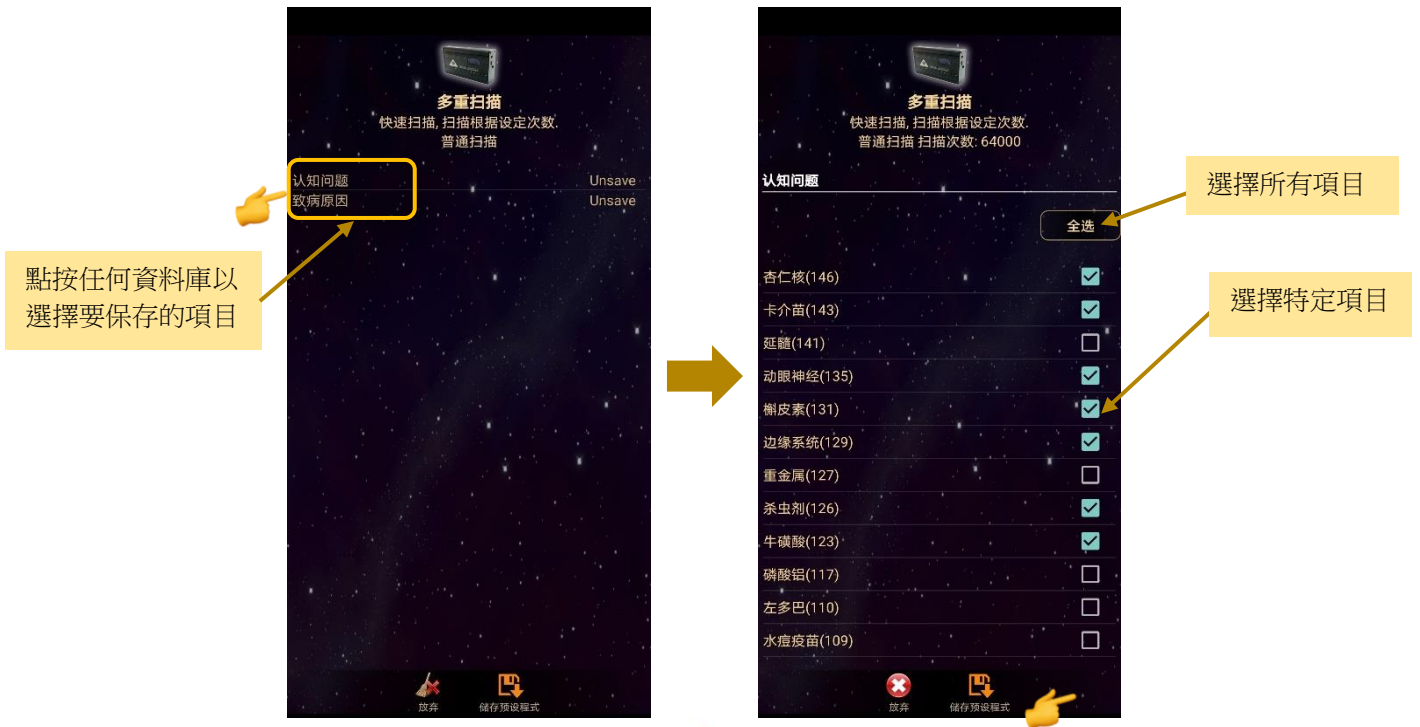 多重扫描
快速扫描, 扫描根据设定次数.
普通扫描
认知问题 Unsave
致病原因 Unsave
點按任何資料庫以
選擇要保存的項目
放弃 储存预设程式
多重扫描
快速扫描, 扫描根据设定次数.
普通扫描 扫描次数: 64000
认知问题
全选
選擇所有項目
杏仁核(146)
卡介苗(143)
延髓(141)
动眼神经(135)
槲皮素(131)
边缘系统(129)
重金属(127)
杀虫剂(126)
牛磺酸(123)
磷酸铝(117)
左多巴(110)
水痘疫苗(109)
選擇特定項目
放弃 储存预设程式